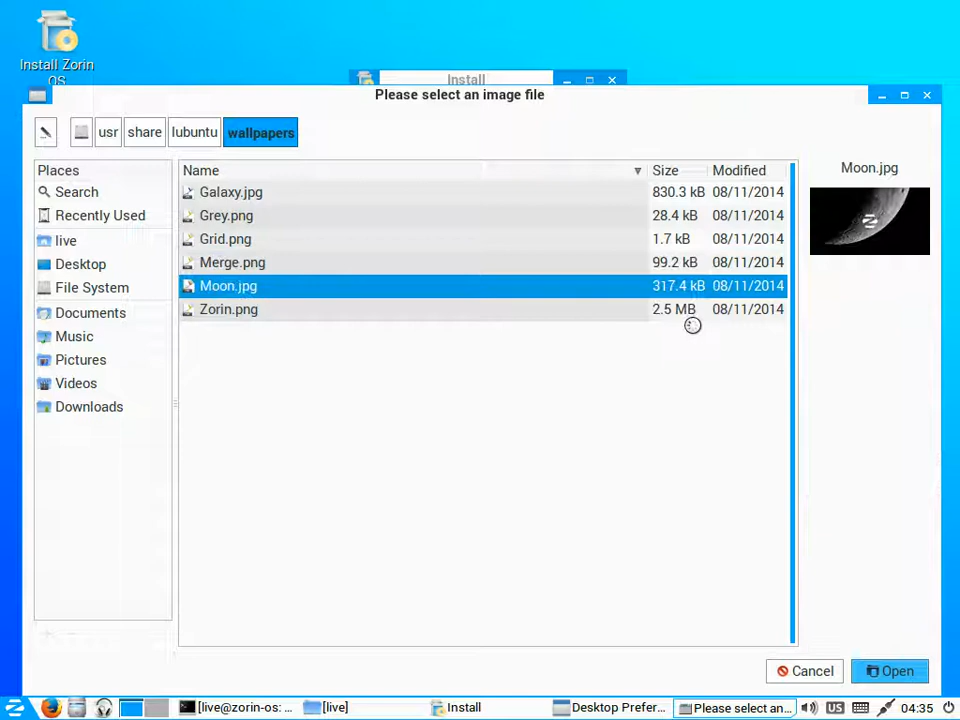 Install Zorin
OS
Install
Please select an image file
usr share lubuntu wallpapers
Places
Search
Recently Used
live
Desktop
File System
Documents
Music
Pictures
Videos
Downloads
Name Size Modified
Galaxy.jpg 830.3 kB 08/11/2014
Grey.png 28.4 kB 08/11/2014
Grid.png 1.7 kB 08/11/2014
Merge.png 99.2 kB 08/11/2014
Moon.jpg 317.4 kB 08/11/2014
Zorin.png 2.5 MB 08/11/2014
Moon.jpg
Cancel Open
[live@zorin-os: ... [live] Install Desktop Prefer... Please select an... US 04:35